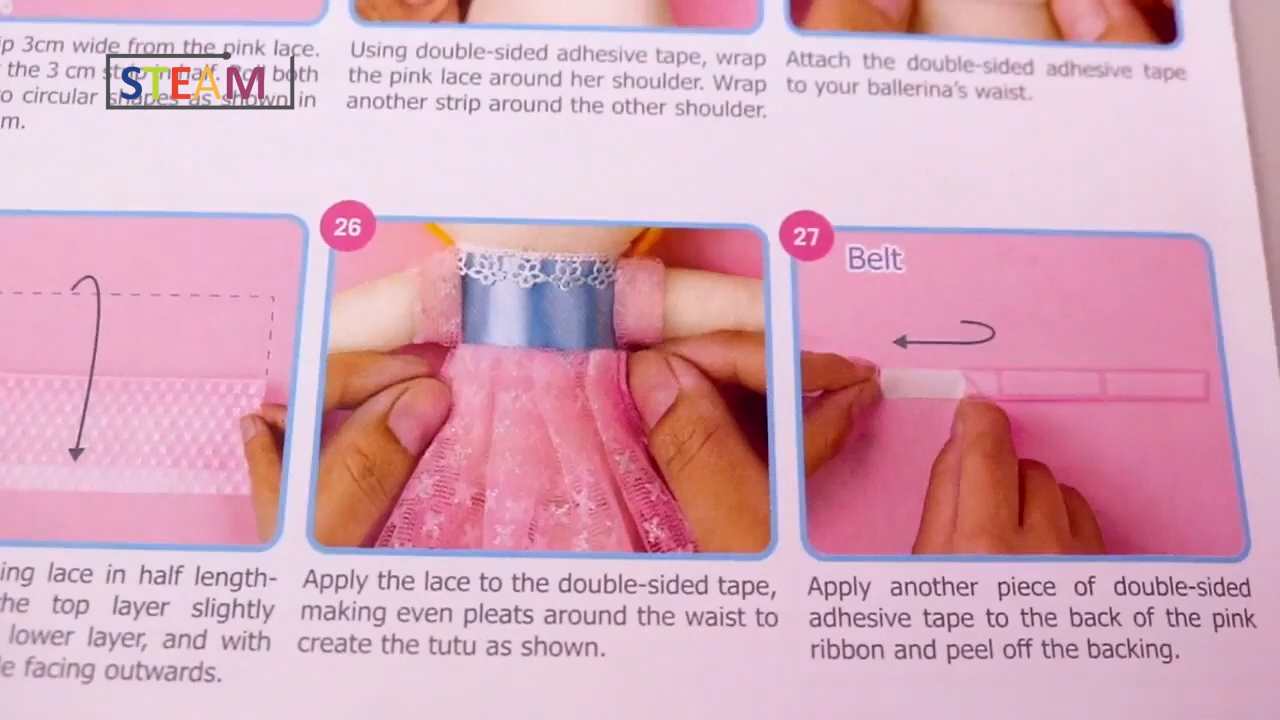 p 3cm wide from the pink lace.
the 3 cm both
o circular shapes as shown in
m.
STEAM
Using double-sided adhesive tape, wrap
the pink lace around her shoulder. Wrap
another strip around the other shoulder.
Attach the double-sided adhesive tape
to your ballerina's waist.
26
27
Belt
ing lace in half length-
he top layer slightly
lower layer, and with
e facing outwards.
Apply the lace to the double-sided tape,
making even pleats around the waist to
create the tutu as shown.
Apply another piece of double-sided
adhesive tape to the back of the pink
ribbon and peel off the backing.